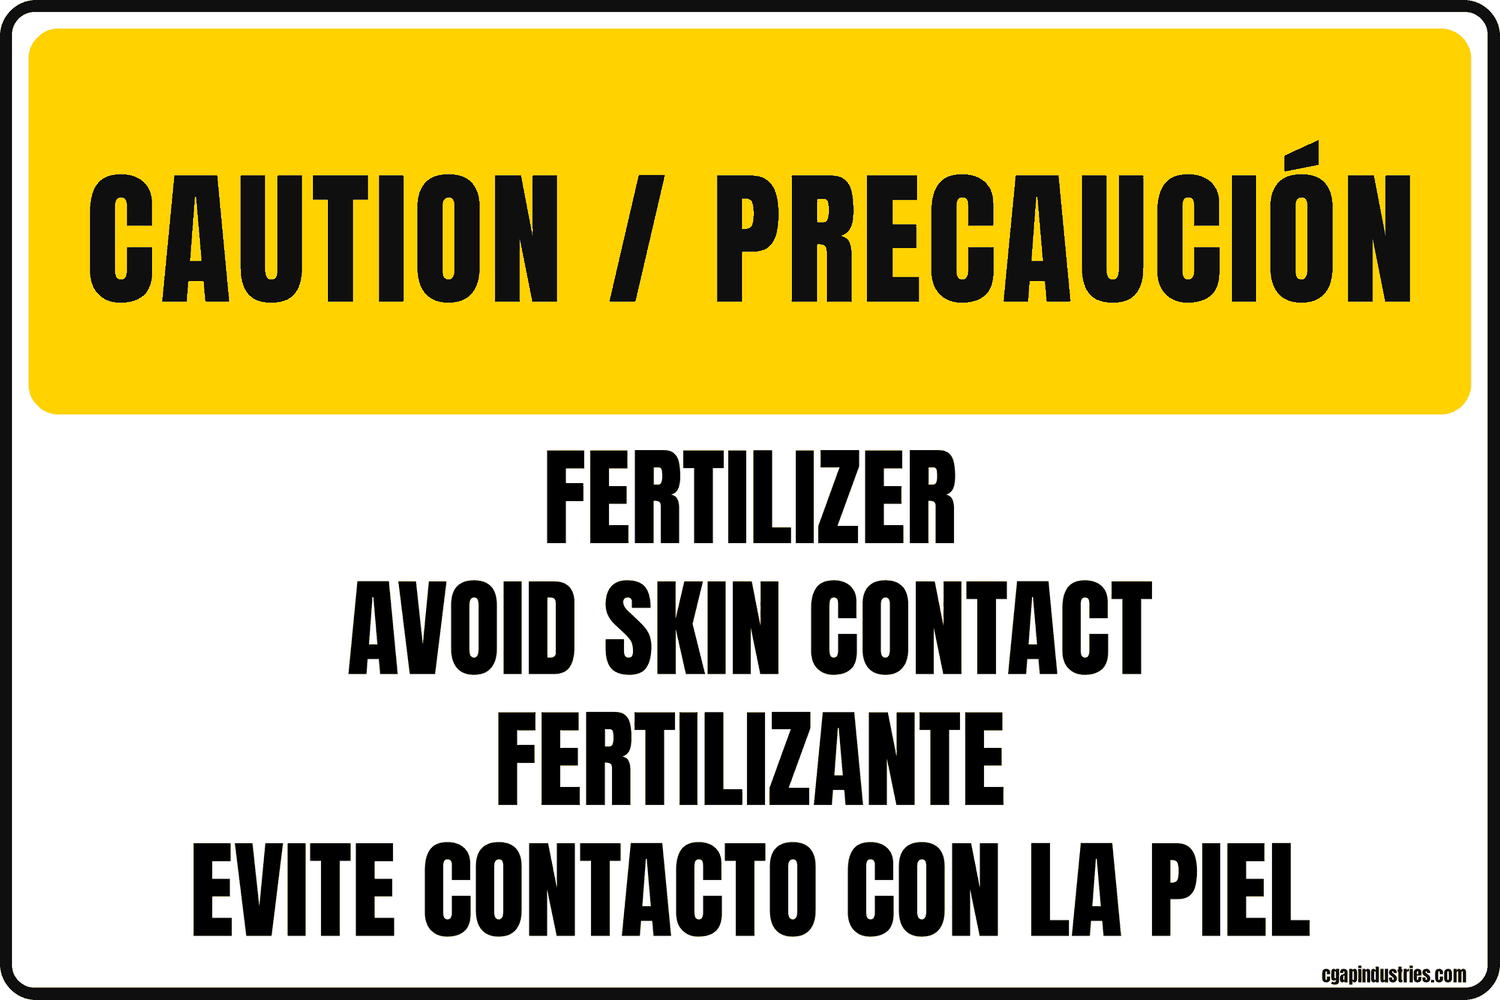 CAUTION / PRECAUCIÓN
FERTILIZER
AVOID SKIN CONTACT
FERTILIZANTE
EVITE CONTACTO CON LA PIEL
cgapindustries.com